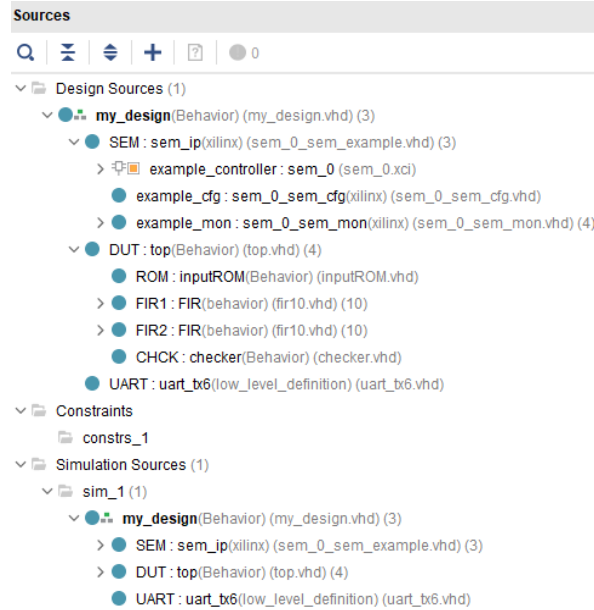 Sources
0
Design Sources (1)
my_design(Behavior) (my_design.vhd) (3)
SEM : sem_ip(xilinx) (sem_0_sem_example.vhd) (3)
example_controller : sem_0 (sem_0.xci)
example_cfg : sem_0_sem_cfg(xilinx) (sem_0_sem_cfg.vhd)
example_mon : sem_0_sem_mon(xilinx) (sem_0_sem_mon.vhd) (4)
DUT : top(Behavior) (top.vhd) (4)
ROM : inputROM(Behavior) (inputROM.vhd)
FIR1 : FIR(behavior) (fir10.vhd) (10)
FIR2 : FIR(behavior) (fir10.vhd) (10)
CHCK : checker(Behavior) (checker.vhd)
UART : uart_tx6(low_level_definition) (uart_tx6.vhd)
Constraints
constrs_1
Simulation Sources (1)
sim_1 (1)
my_design(Behavior) (my_design.vhd) (3)
SEM : sem_ip(xilinx) (sem_0_sem_example.vhd) (3)
DUT : top(Behavior) (top.vhd) (4)
UART : uart_tx6(low_level_definition) (uart_tx6.vhd)